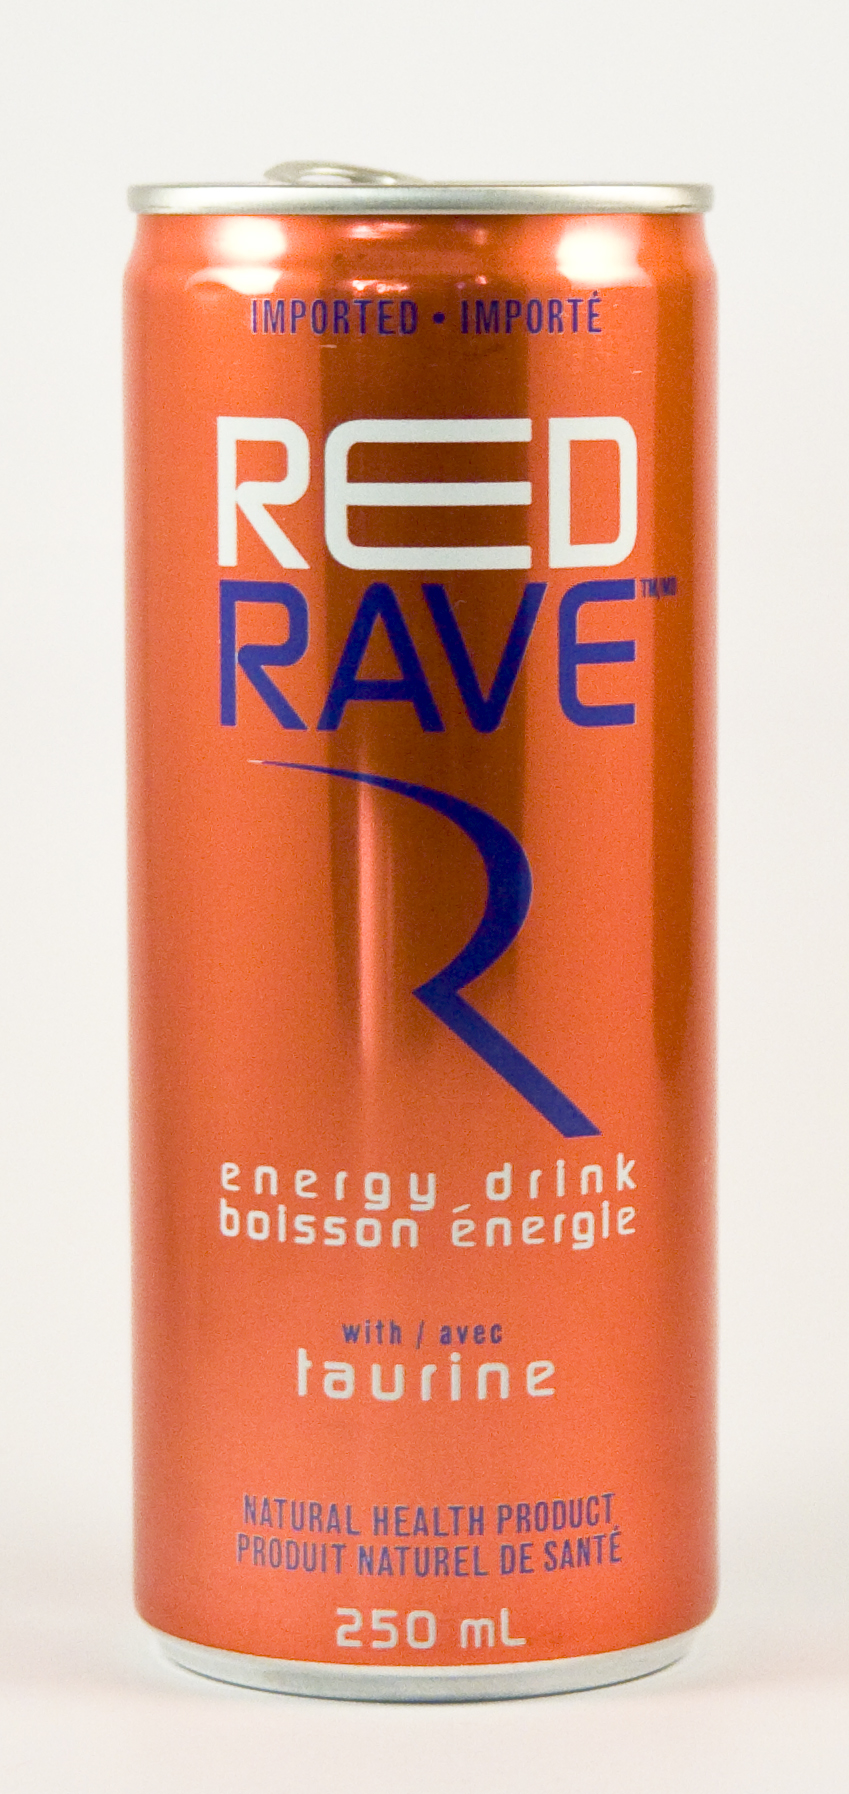 IMPORTED • IMPORTÉ
RED
RAVE TM/MD
R
energy drink
boisson énergie
with / avec
taurine
NATURAL HEALTH PRODUCT
PRODUIT NATUREL DE SANTÉ
250 mL